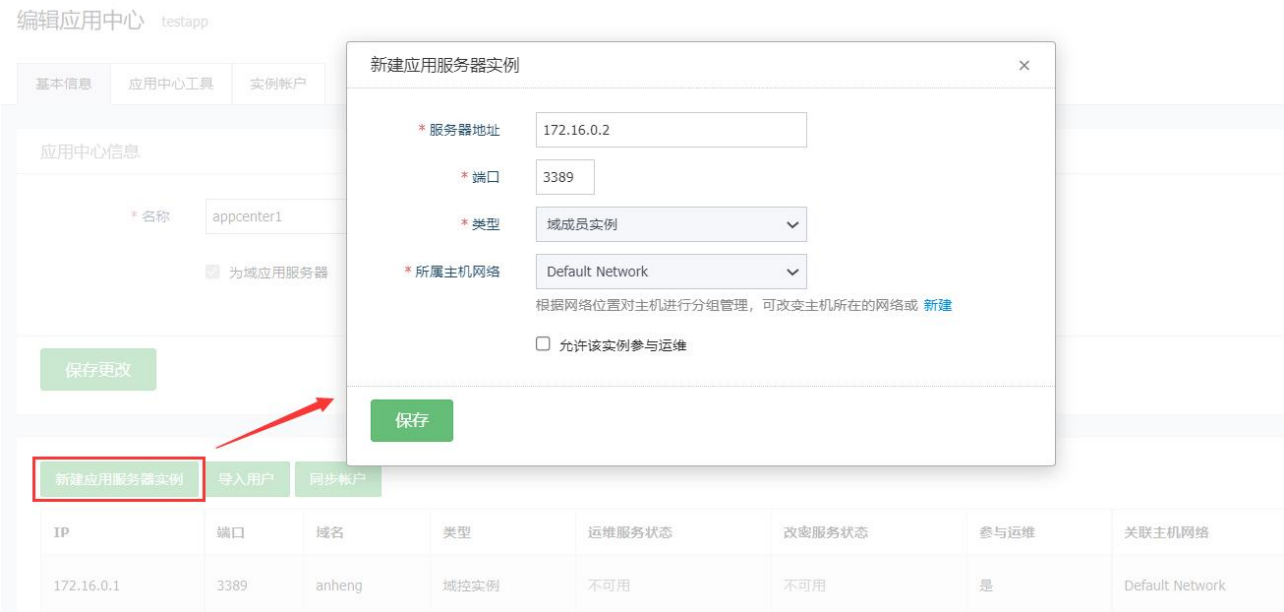 编辑应用中心 testapp
基本信息 应用中心工具 实例帐户
应用中心信息
* 名称 appcenter1
为域应用服务器
保存更改
新建应用服务器实例 ×
* 服务器地址 172.16.0.2
* 端口 3389
* 类型 域成员实例
* 所属主机网络 Default Network
根据网络位置对主机进行分组管理，可改变主机所在的网络或 新建
允许该实例参与运维
保存
新建应用服务器实例 导入用户 同步帐户
IP 端口 域名 类型 运维服务状态 改密服务状态 参与运维 关联主机网络
172.16.0.1 3389 anheng 域控实例 不可用 不可用 是 Default Network